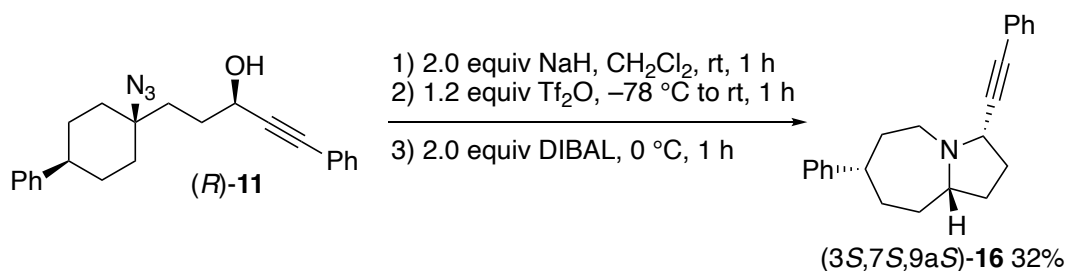 Ph
N3
OH
1) 2.0 equiv NaH, CH2Cl2, rt, 1 h
2) 1.2 equiv Tf2O, –78 °C to rt, 1 h
3) 2.0 equiv DIBAL, 0 °C, 1 h
Ph
Ph
(R)-11
N
Ph
H
(3S,7S,9aS)-16 32%